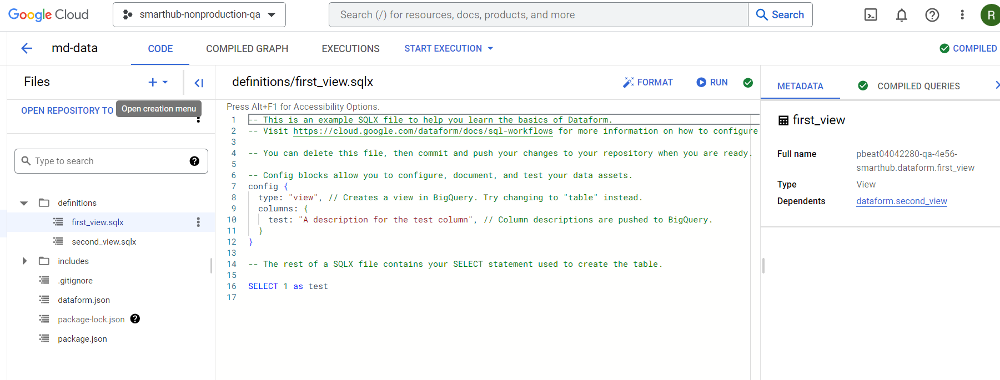 Google Cloud
smarthub-nonproduction-qa
Search (/) for resources, docs, products, and more
Search
R
md-data
CODE
COMPILED GRAPH
EXECUTIONS
START EXECUTION
COMPILED
Files
Open creation menu
OPEN REPOSITORY TO
Type to search
definitions
first_view.sqlx
second_view.sqlx
includes
.gitignore
dataform.json
package-lock.json
package.json
definitions/first_view.sqlx
FORMAT
RUN
Press Alt+F1 for Accessibility Options.
1 -- This is an example SQLX file to help you learn the basics of Dataform.
2 -- Visit https://cloud.google.com/dataform/docs/sql-workflows for more information on how to configure
3
4 -- You can delete this file, then commit and push your changes to your repository when you are ready.
5
6 -- Config blocks allow you to configure, document, and test your data assets.
7 config {
8 type: "view", // Creates a view in BigQuery. Try changing to "table" instead.
9 columns: {
10 test: "A description for the test column", // Column descriptions are pushed to BigQuery.
11 }
12 }
13
14 -- The rest of a SQLX file contains your SELECT statement used to create the table.
15
16 SELECT 1 as test
17
METADATA
COMPILED QUERIES
first_view
Full name pbeat04042280-qa-4e56-
smarthub.dataform.first_view
Type View
Dependents dataform.second_view